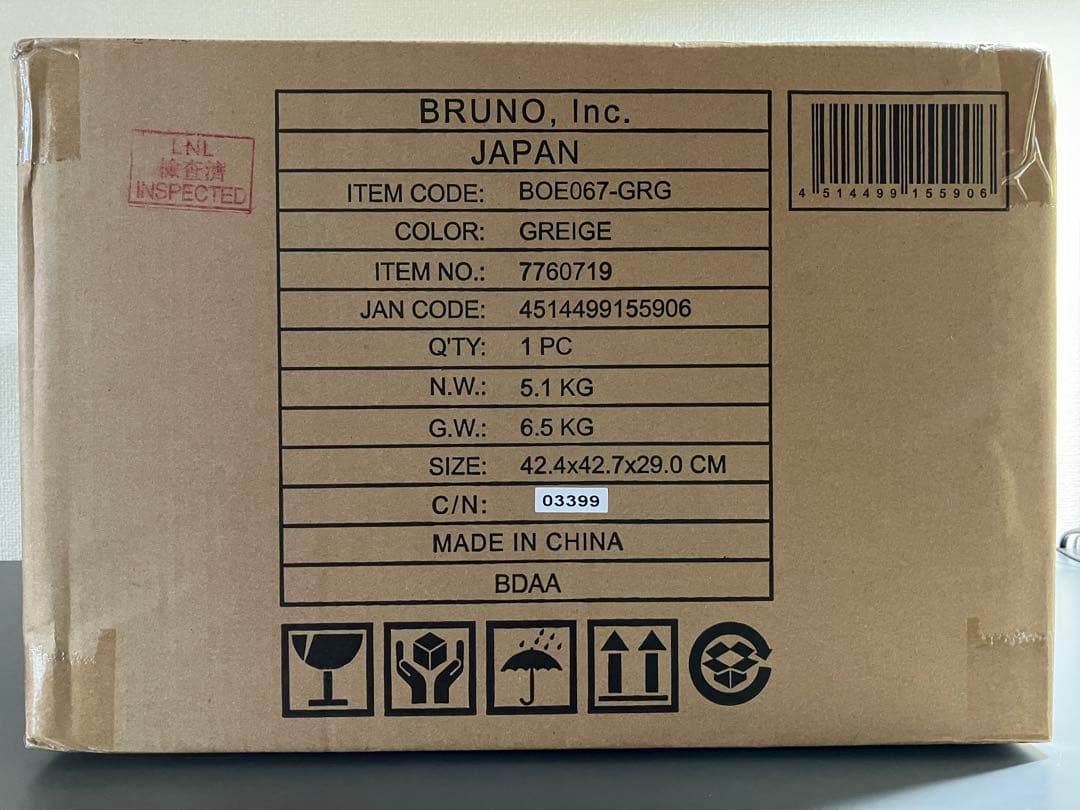 LNL
検査済
INSPECTED
BRUNO, Inc.
JAPAN
ITEM CODE: BOE067-GRG
COLOR: GREIGE
ITEM NO.: 7760719
JAN CODE: 4514499155906
Q'TY: 1 PC
N.W.: 5.1 KG
G.W.: 6.5 KG
SIZE: 42.4x42.7x29.0 CM
C/N: 03399
MADE IN CHINA
BDAA
4 514499 155906